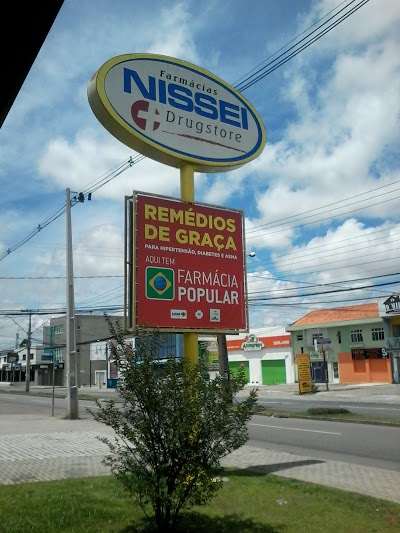 Farmácias
NISSEI
Drugstore
REMÉDIOS
DE GRAÇA
PARA HIPERTENSÃO, DIABETES E ASMA
AQUI TEM
FARMÁCIA
POPULAR